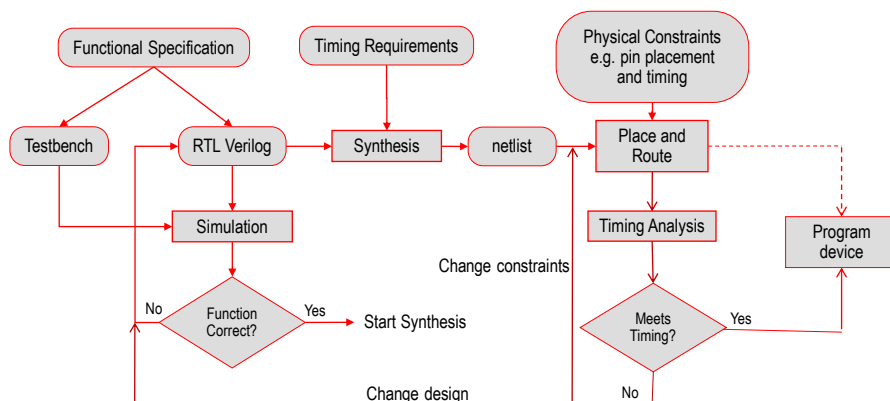 Functional Specification
Timing Requirements
Physical Constraints
e.g. pin placement
and timing
Testbench
RTL Verilog
Synthesis
netlist
Place and
Route
Simulation
Timing Analysis
Program
device
Change constraints
No
Function
Correct?
Yes
Start Synthesis
Meets
Timing?
Yes
No
Change design